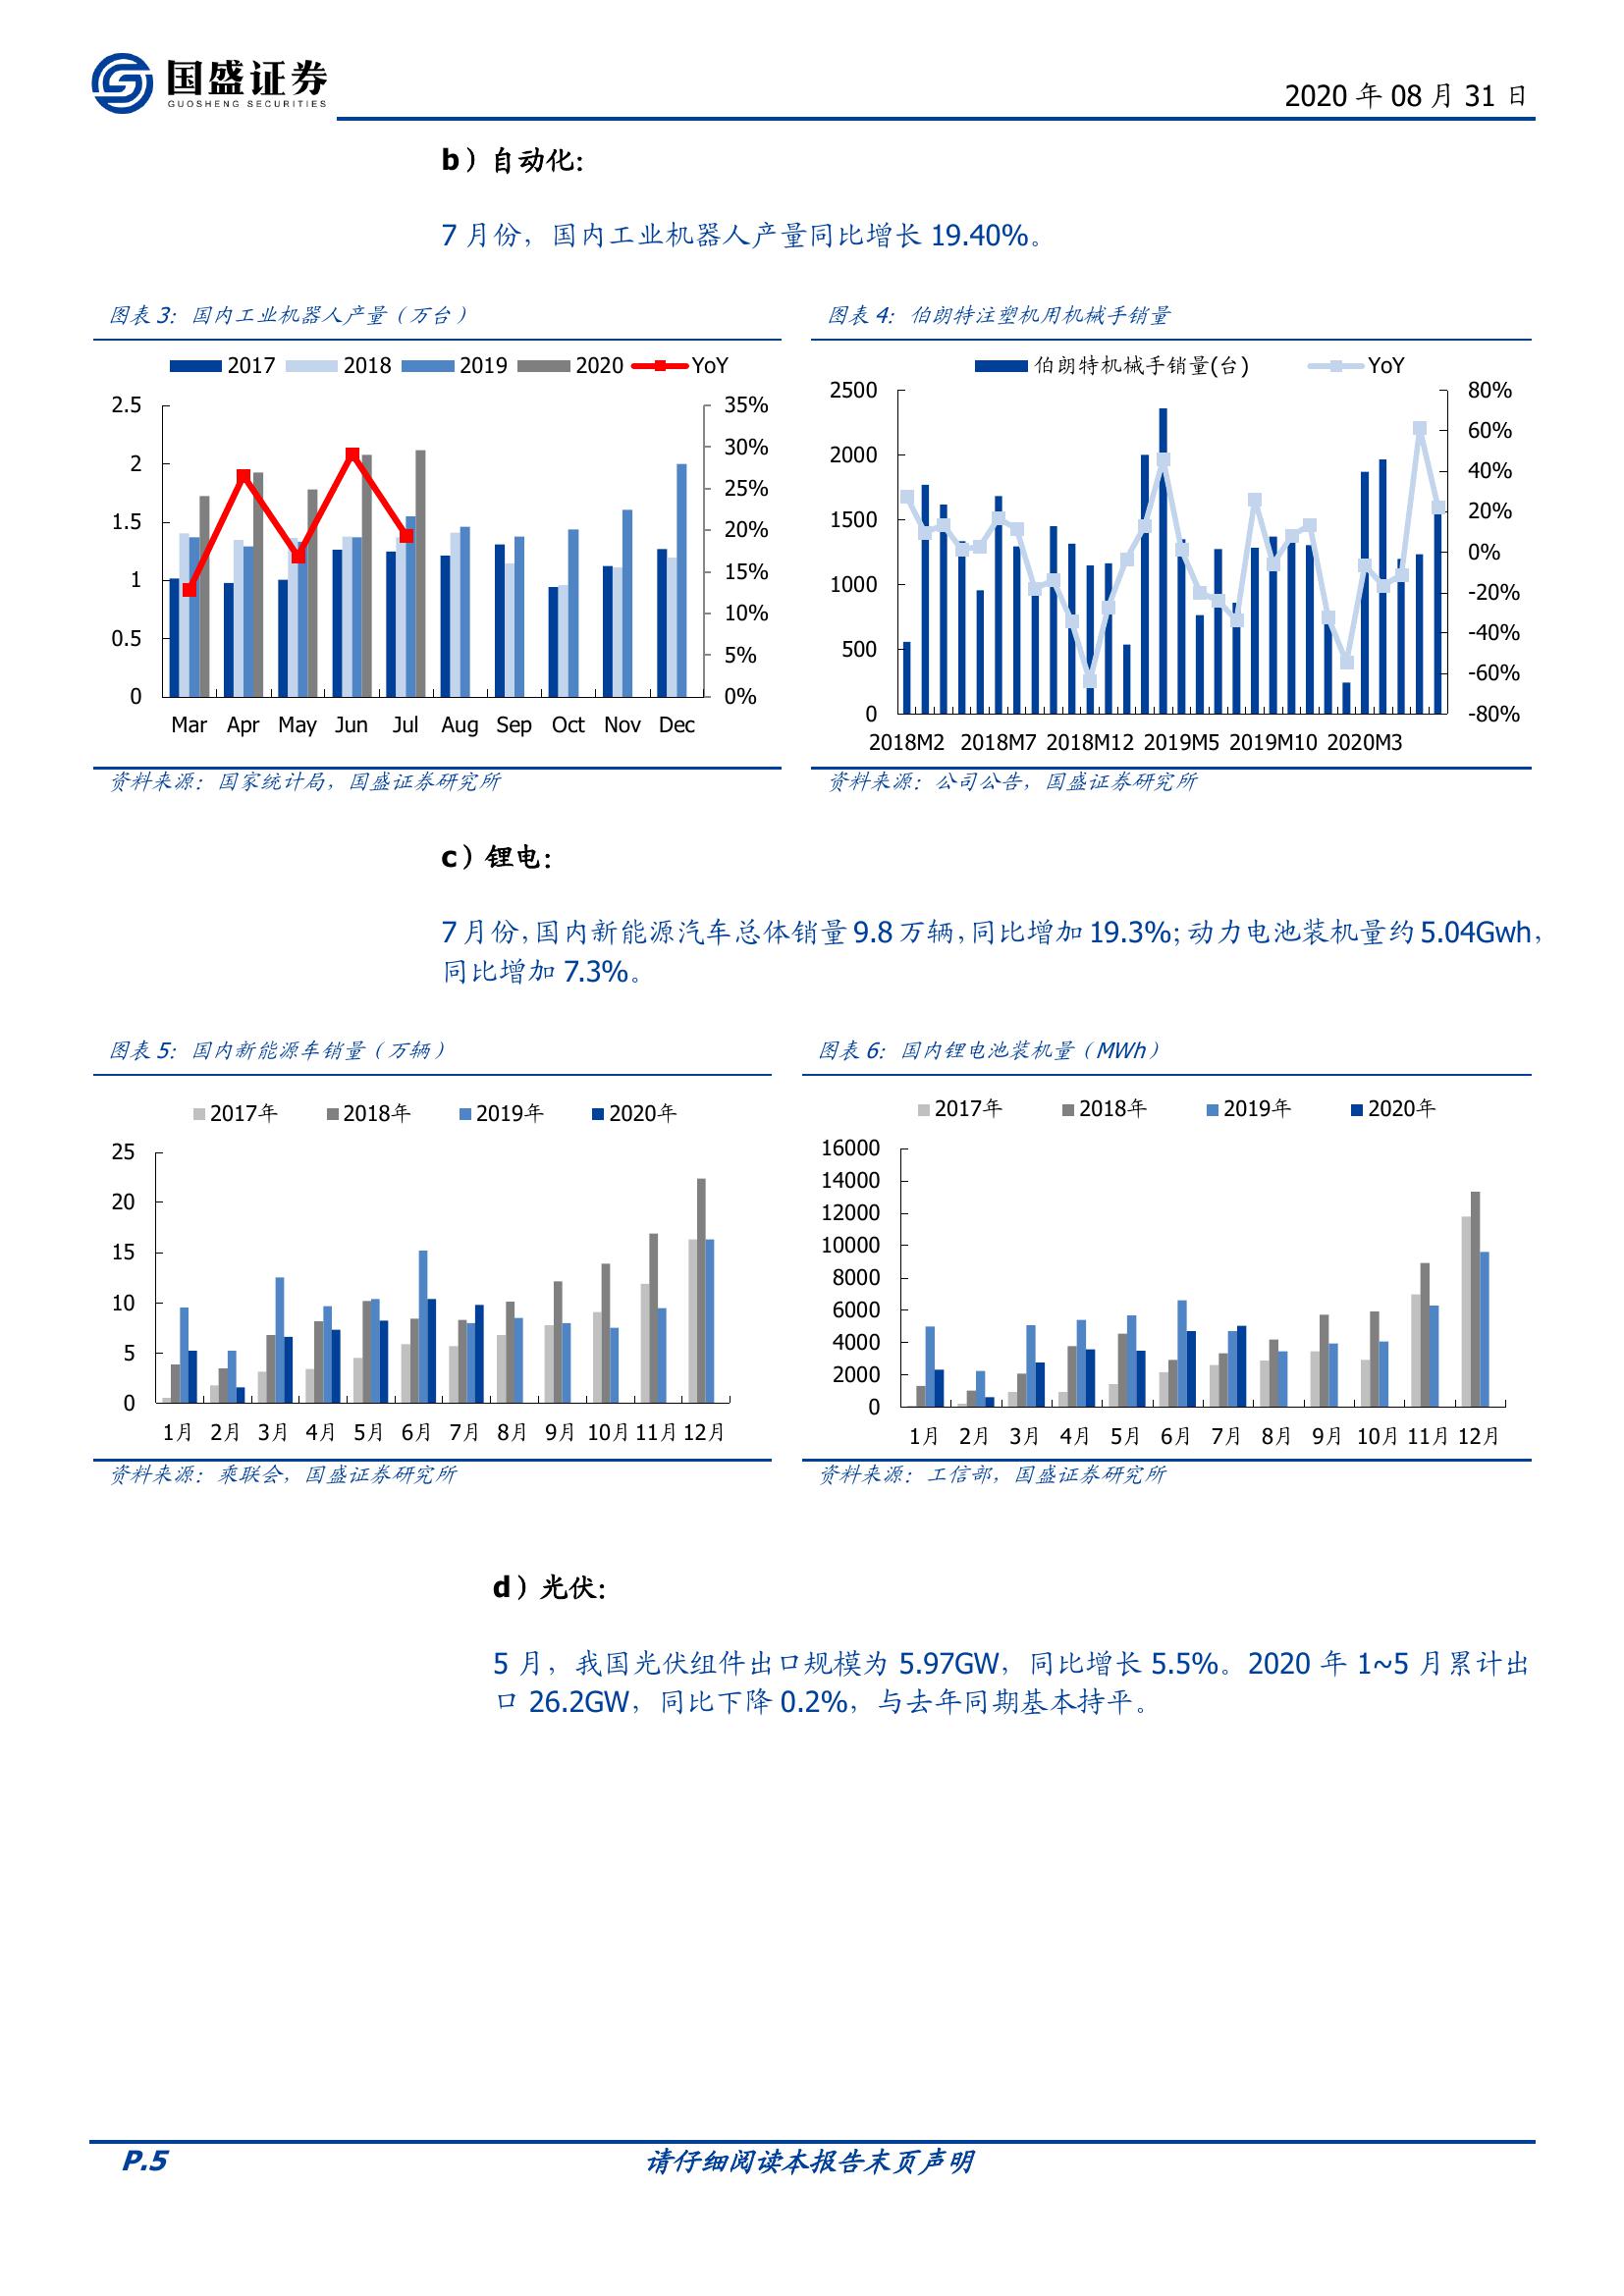 国盛证券
GUOSHENG SECURITIES
2020 年 08 月 31 日
b）自动化：
7 月份，国内工业机器人产量同比增长 19.40%。
图表 3：国内工业机器人产量（万台）
2017 2018 2019 2020 YoY
2.5
2
1.5
1
0.5
0
35%
30%
25%
20%
15%
10%
5%
0%
Mar Apr May Jun Jul Aug Sep Oct Nov Dec
资料来源：国家统计局，国盛证券研究所
图表 4：伯朗特注塑机用机械手销量
伯朗特机械手销量(台) YoY
2500
2000
1500
1000
500
0
80%
60%
40%
20%
0%
-20%
-40%
-60%
-80%
2018M2 2018M7 2018M12 2019M5 2019M10 2020M3
资料来源：公司公告，国盛证券研究所
c）锂电：
7 月份，国内新能源汽车总体销量 9.8 万辆，同比增加 19.3%；动力电池装机量约 5.04Gwh，
同比增加 7.3%。
图表 5：国内新能源车销量（万辆）
2017年 2018年 2019年 2020年
25
20
15
10
5
0
1月 2月 3月 4月 5月 6月 7月 8月 9月 10月 11月 12月
资料来源：乘联会，国盛证券研究所
图表 6：国内锂电池装机量（MWh）
2017年 2018年 2019年 2020年
16000
14000
12000
10000
8000
6000
4000
2000
0
1月 2月 3月 4月 5月 6月 7月 8月 9月 10月 11月 12月
资料来源：工信部，国盛证券研究所
d）光伏：
5 月，我国光伏组件出口规模为 5.97GW，同比增长 5.5%。2020 年 1~5 月累计出
口 26.2GW，同比下降 0.2%，与去年同期基本持平。
P.5
请仔细阅读本报告末页声明